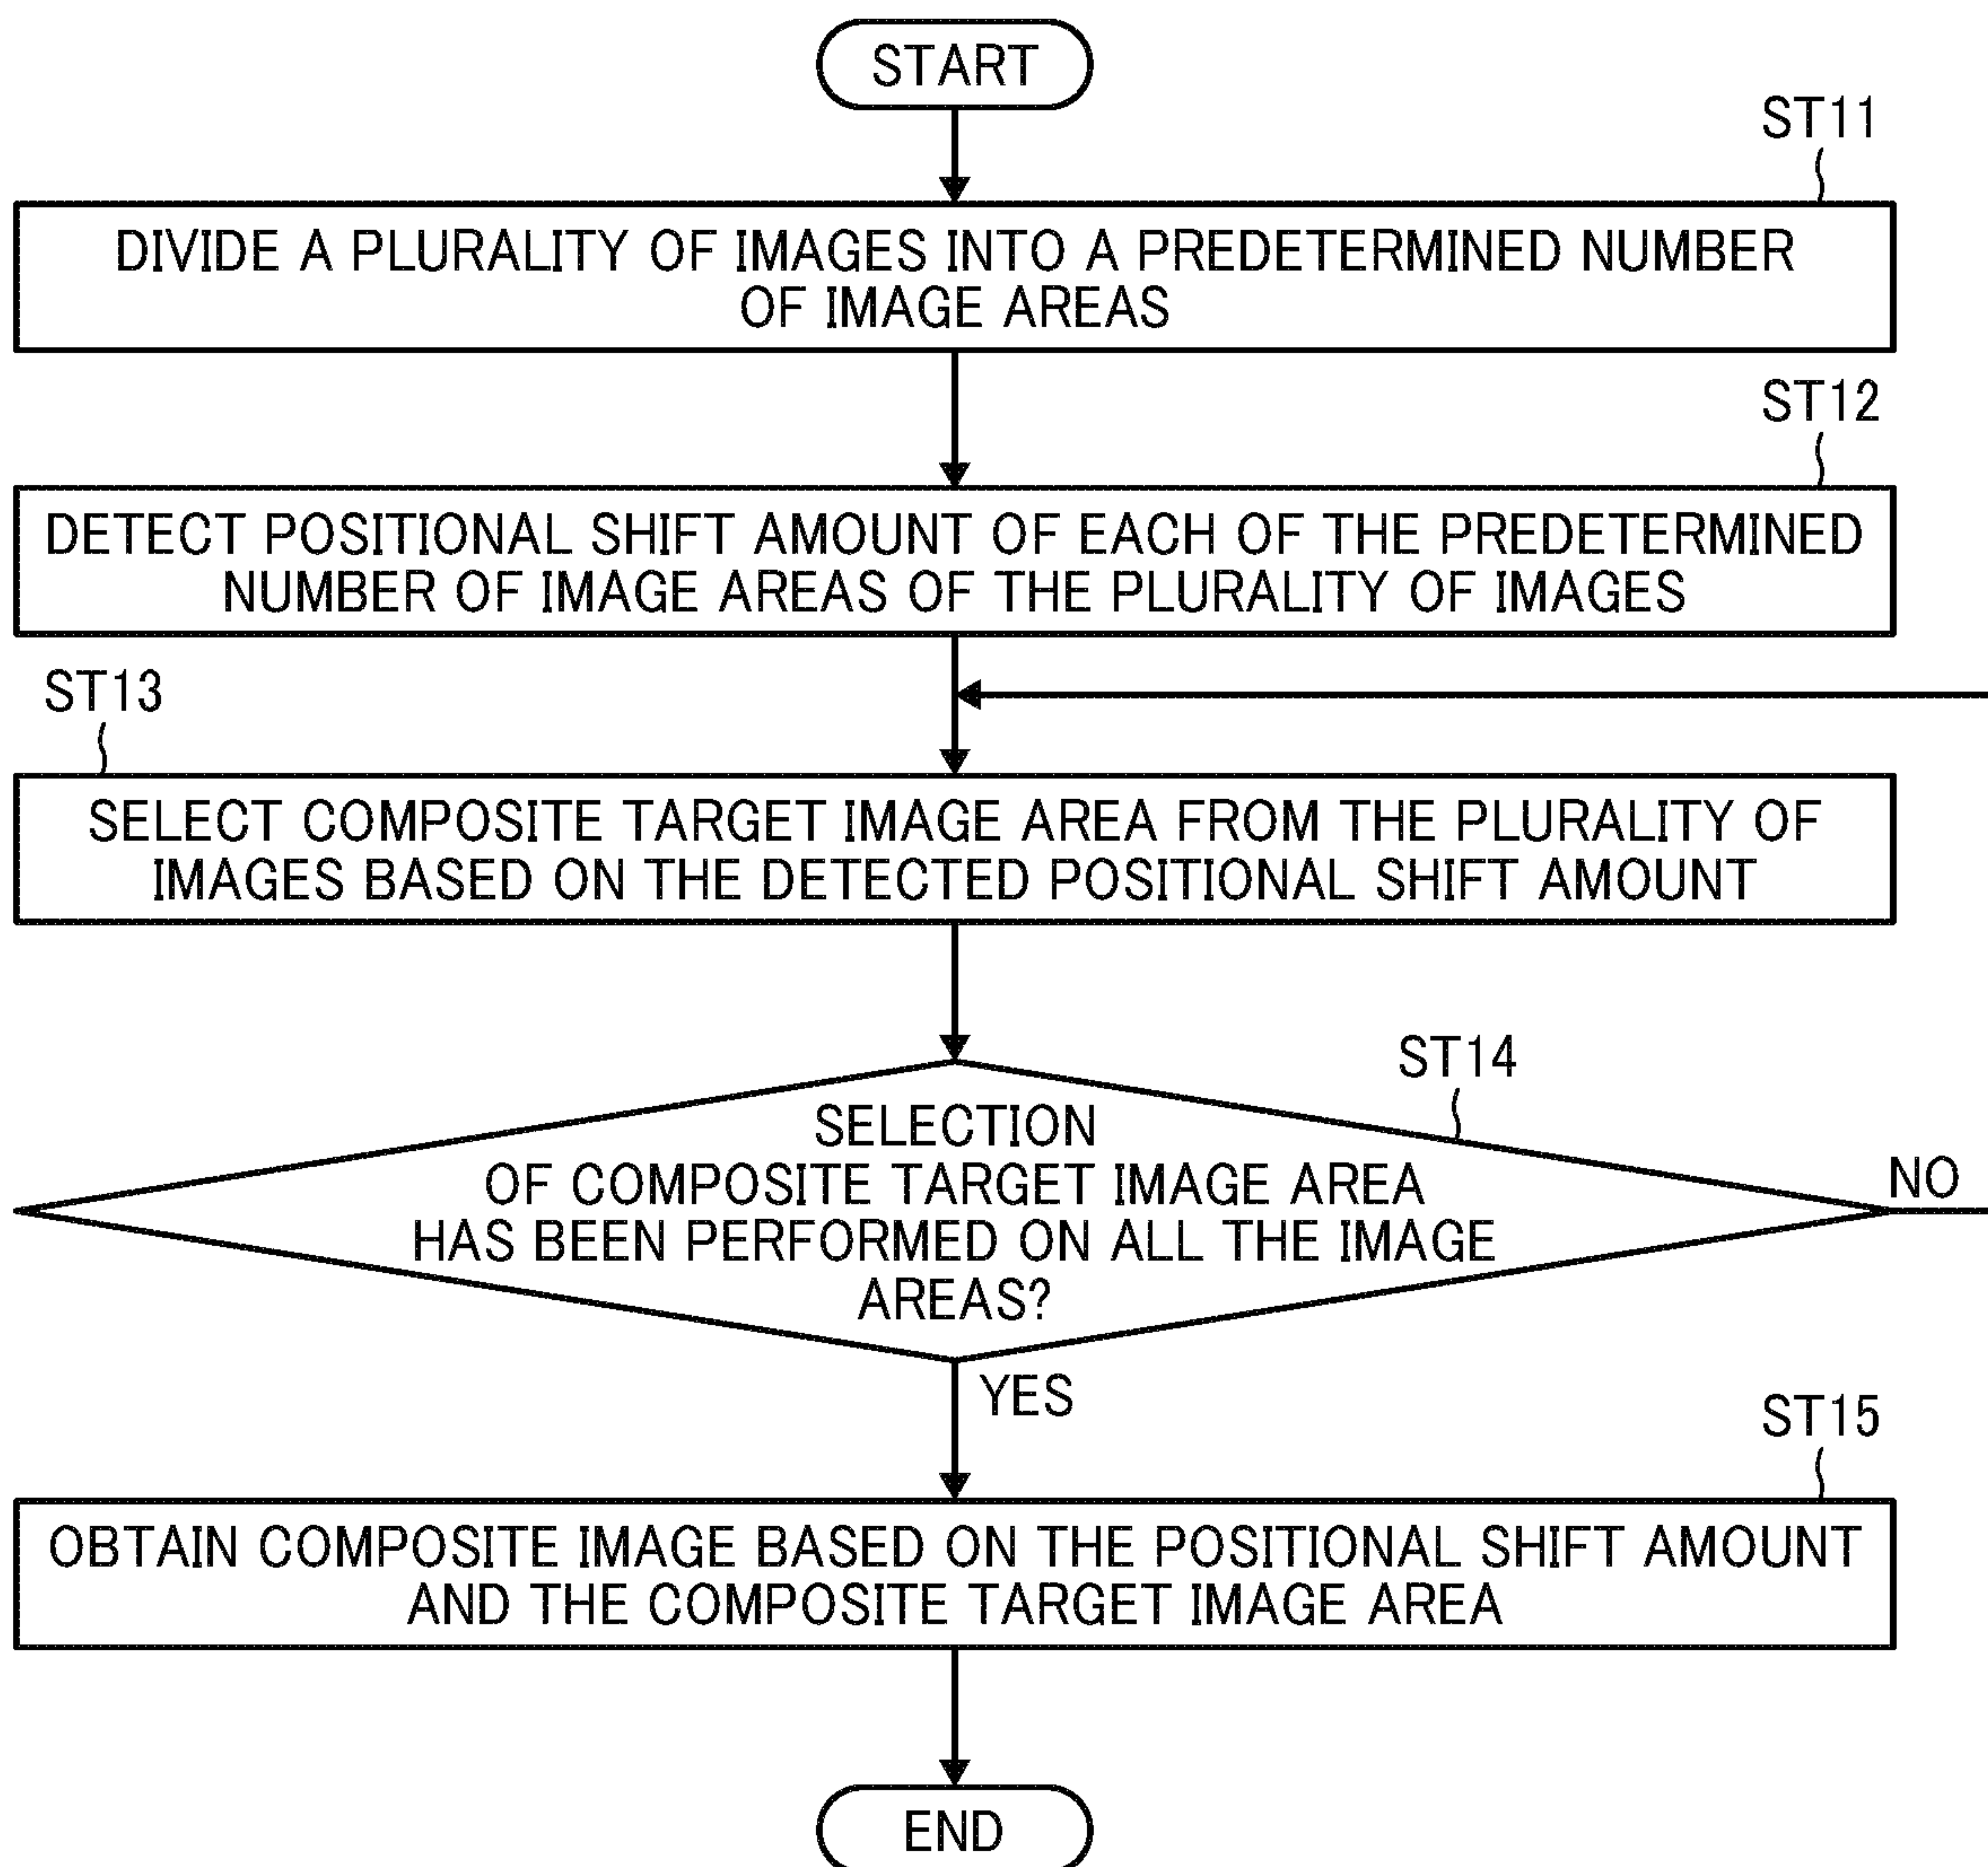 START
ST11
DIVIDE A PLURALITY OF IMAGES INTO A PREDETERMINED NUMBER
OF IMAGE AREAS
ST12
DETECT POSITIONAL SHIFT AMOUNT OF EACH OF THE PREDETERMINED
NUMBER OF IMAGE AREAS OF THE PLURALITY OF IMAGES
ST13
SELECT COMPOSITE TARGET IMAGE AREA FROM THE PLURALITY OF
IMAGES BASED ON THE DETECTED POSITIONAL SHIFT AMOUNT
ST14
SELECTION
OF COMPOSITE TARGET IMAGE AREA
HAS BEEN PERFORMED ON ALL THE IMAGE
AREAS?
NO
YES
ST15
OBTAIN COMPOSITE IMAGE BASED ON THE POSITIONAL SHIFT AMOUNT
AND THE COMPOSITE TARGET IMAGE AREA
END